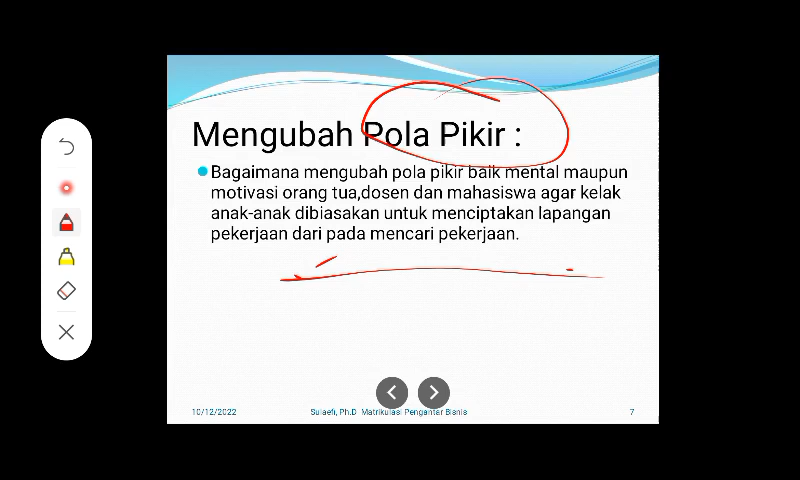 Mengubah Pola Pikir :
Bagaimana mengubah pola pikir baik mental maupun
motivasi orang tua,dosen dan mahasiswa agar kelak
anak-anak dibiasakan untuk menciptakan lapangan
pekerjaan dari pada mencari pekerjaan.
10/12/2022
Sulaefi, Ph.D Matrikulasi Pengantar Bisnis
7